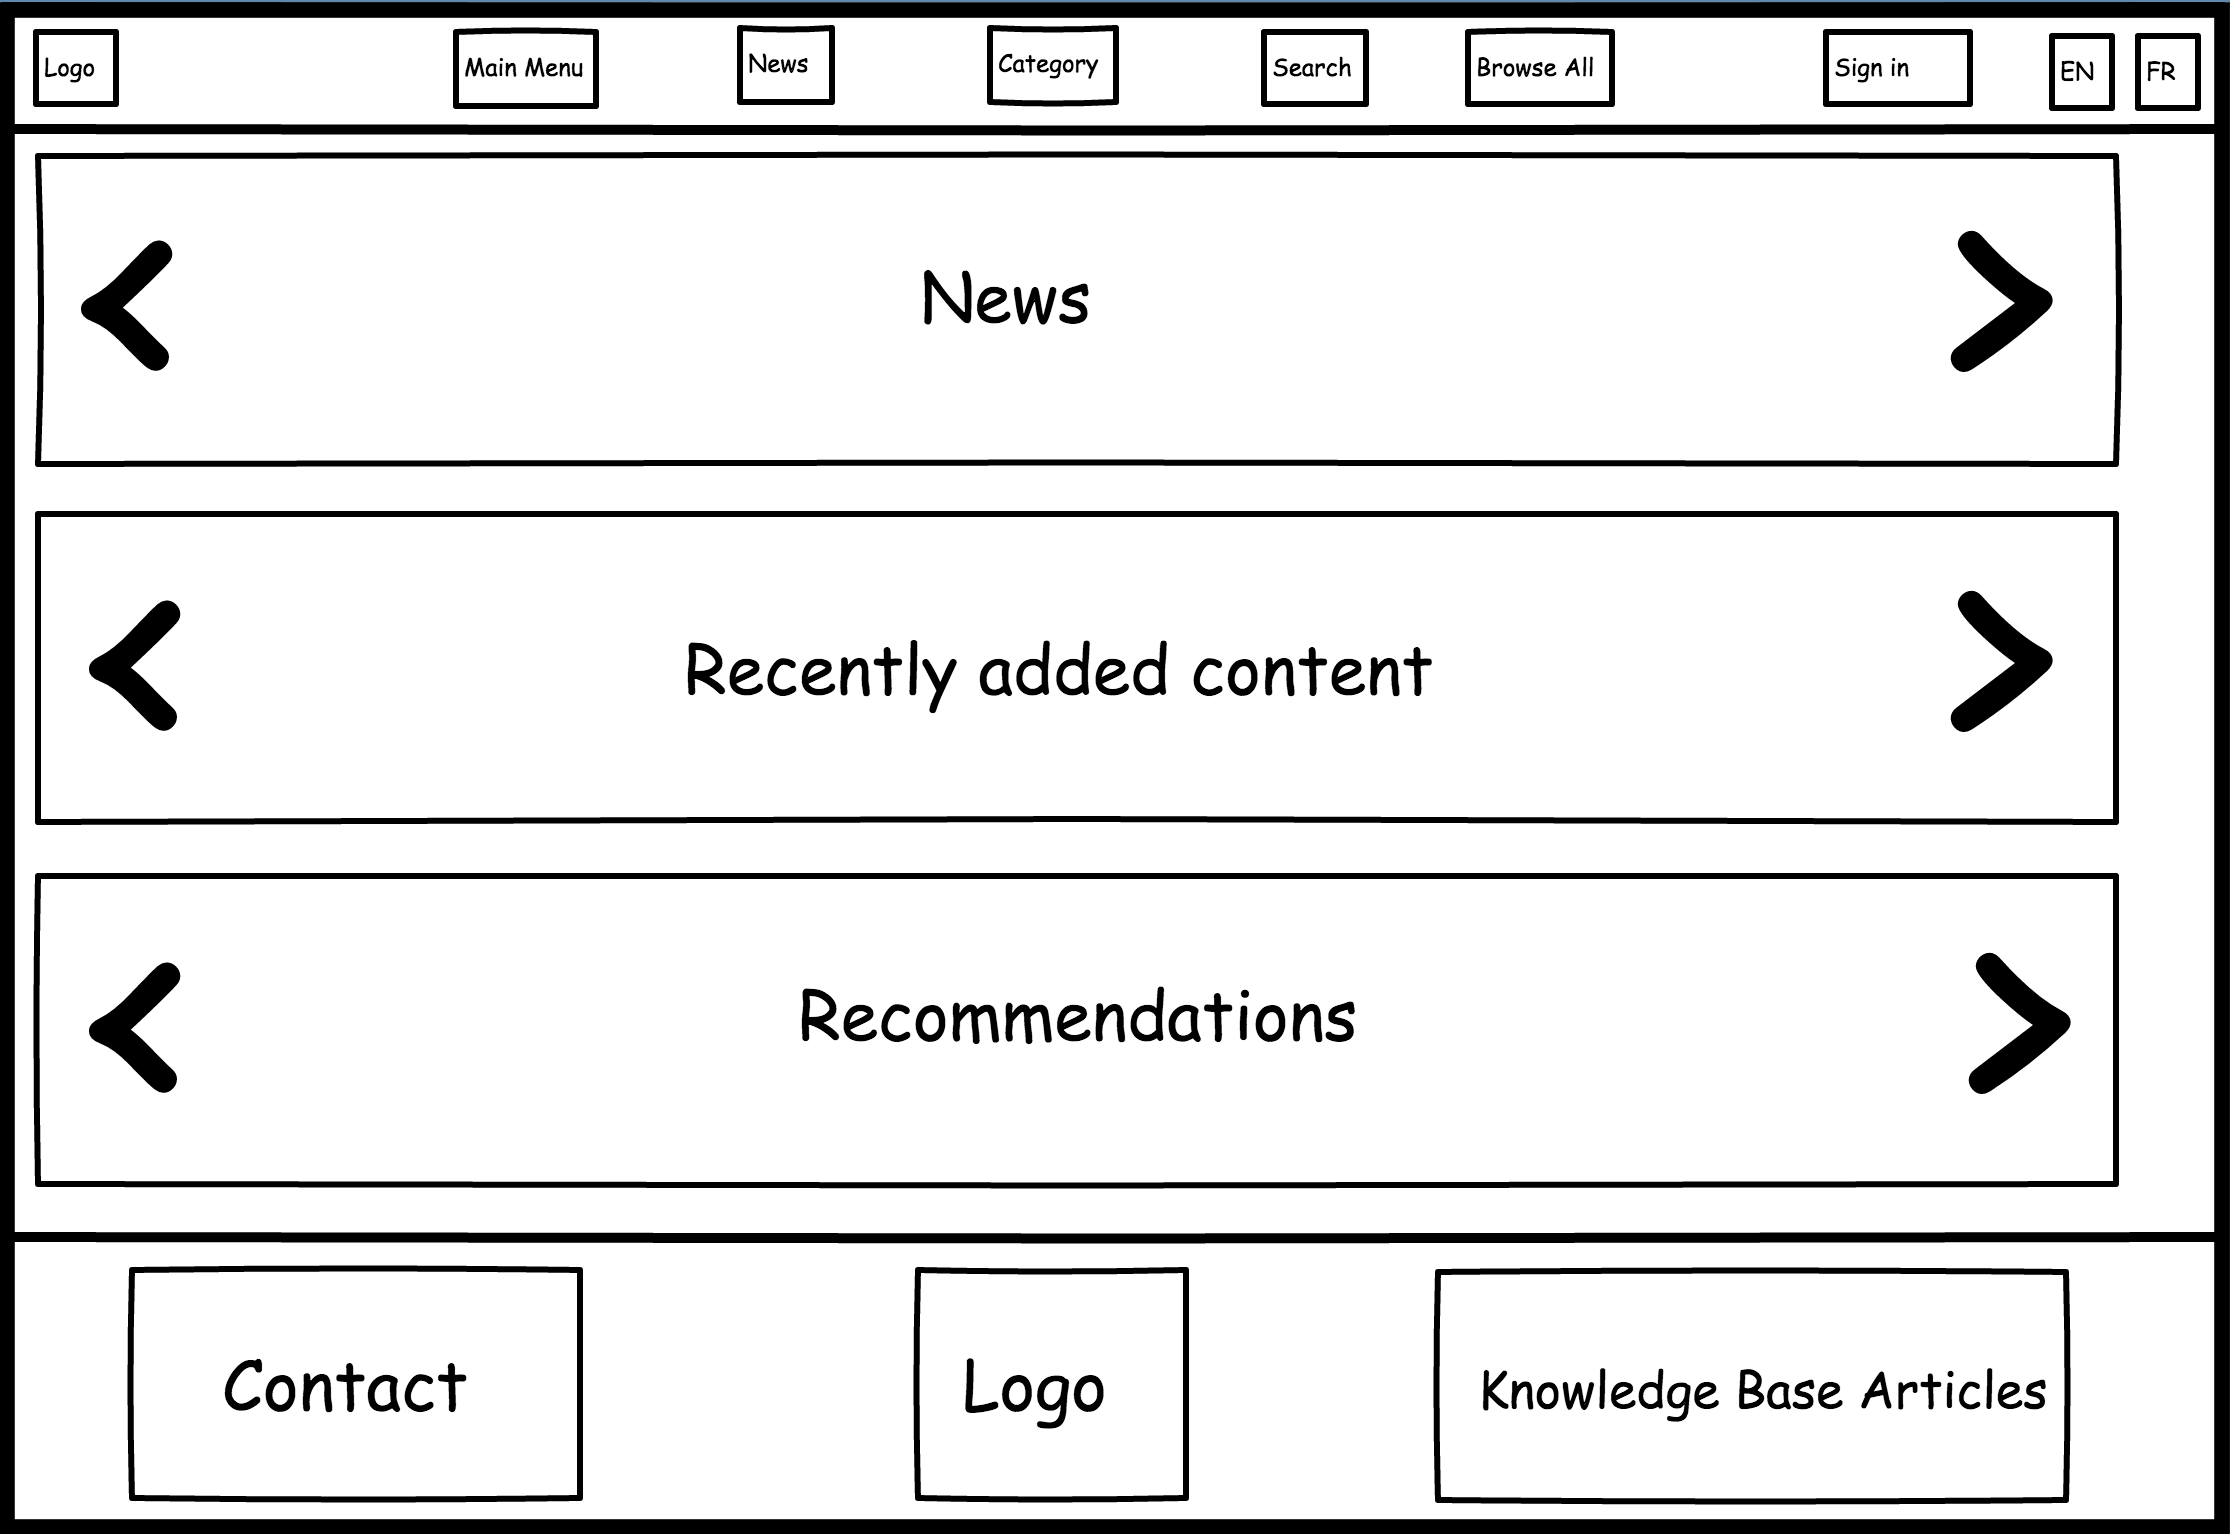 Logo
Main Menu
News
Category
Search
Browse All
Sign in
EN
FR
News
Recently added content
Recommendations
Contact
Logo
Knowledge Base Articles